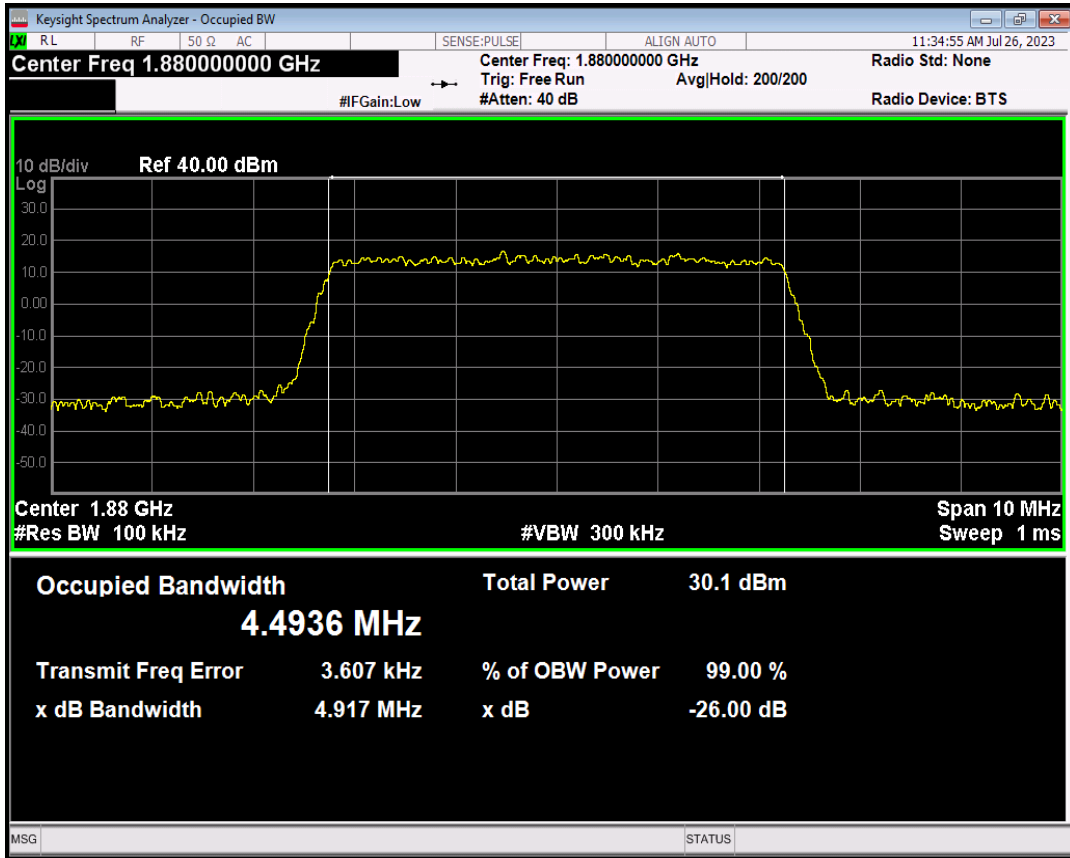 Keysight Spectrum Analyzer - Occupied BW
LXI RL RF 50 Ω AC SENSE:PULSE ALIGN AUTO 11:34:55 AM Jul 26, 2023
Center Freq 1.880000000 GHz
Center Freq: 1.880000000 GHz
Radio Std: None
Trig: Free Run Avg|Hold: 200/200
#IFGain:Low #Atten: 40 dB Radio Device: BTS
10 dB/div Ref 40.00 dBm
Log
30.0
20.0
10.0
0.00
-10.0
-20.0
-30.0
-40.0
-50.0
Center 1.88 GHz Span 10 MHz
#Res BW 100 kHz #VBW 300 kHz Sweep 1 ms
Occupied Bandwidth Total Power 30.1 dBm
4.4936 MHz
Transmit Freq Error 3.607 kHz % of OBW Power 99.00 %
x dB Bandwidth 4.917 MHz x dB -26.00 dB
MSG STATUS